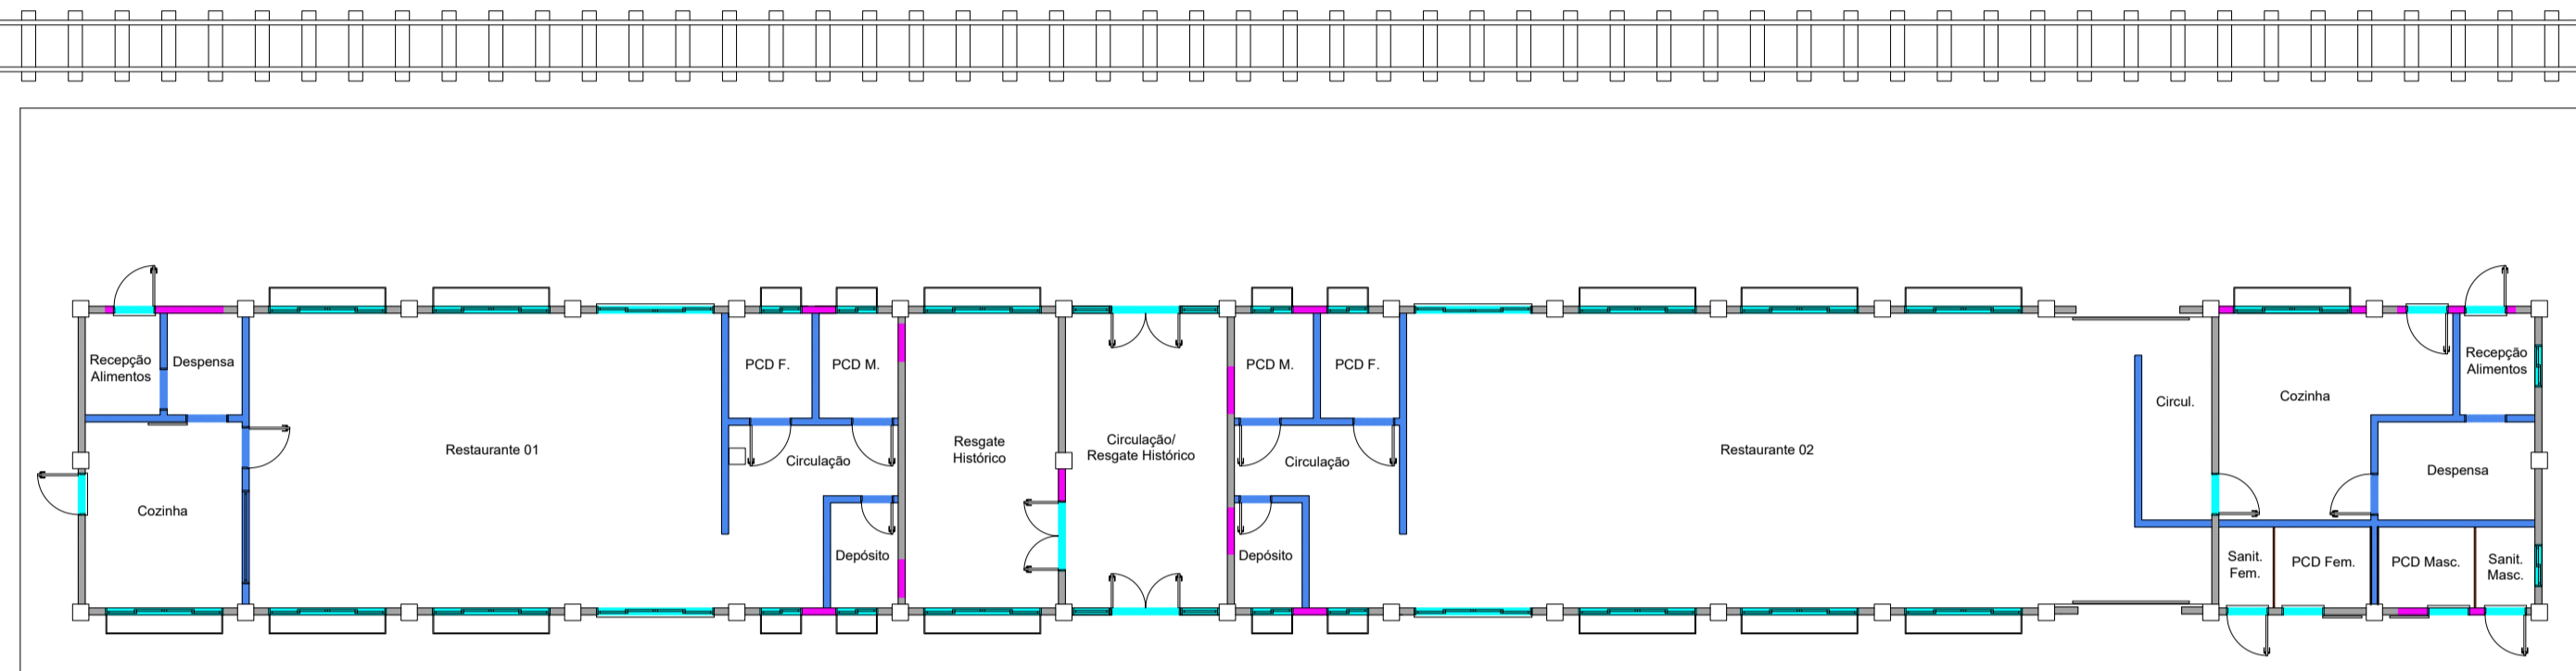 Recepção
Alimentos
Despensa
Cozinha
Restaurante 01
PCD F.
PCD M.
Circulação
Depósito
Resgate
Histórico
Circulação/
Resgate Histórico
PCD M.
PCD F.
Circulação
Depósito
Restaurante 02
Circul.
Cozinha
Recepção
Alimentos
Despensa
Sanit.
Fem.
PCD Fem.
PCD Masc.
Sanit.
Masc.